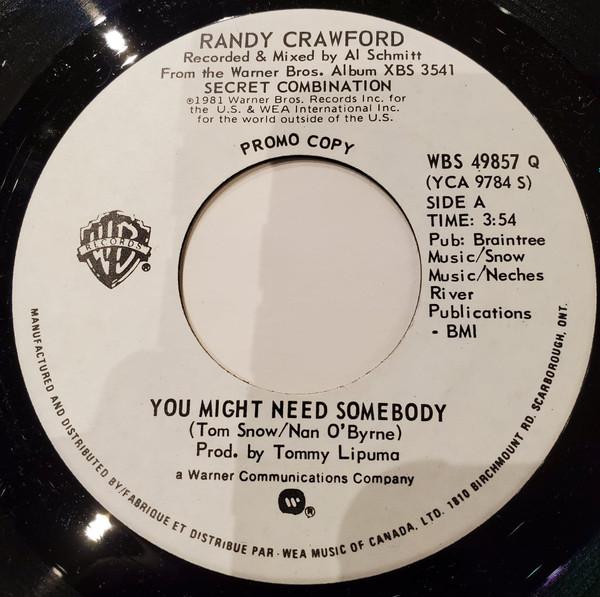 RANDY CRAWFORD
Recorded & Mixed by Al Schmitt
From the Warner Bros. Album XBS 3541
SECRET COMBINATION
℗1981 Warner Bros. Records Inc. for
the U.S. & WEA International Inc.
for the world outside of the U.S.
PROMO COPY
WBS 49857 Q
(YCA 9784 S)
SIDE A
TIME: 3:54
Pub: Braintree
Music/Snow
Music/Neches
River
Publications
- BMI
WB
RECORDS
®
YOU MIGHT NEED SOMEBODY
(Tom Snow/Nan O'Byrne)
Prod. by Tommy Lipuma
a Warner Communications Company
®
MANUFACTURED AND DISTRIBUTED BY/FABRIQUE ET DISTRIBUE PAR - WEA MUSIC OF CANADA, LTD. 1810 BIRCHMOUNT RD. SCARBOROUGH, ONT.